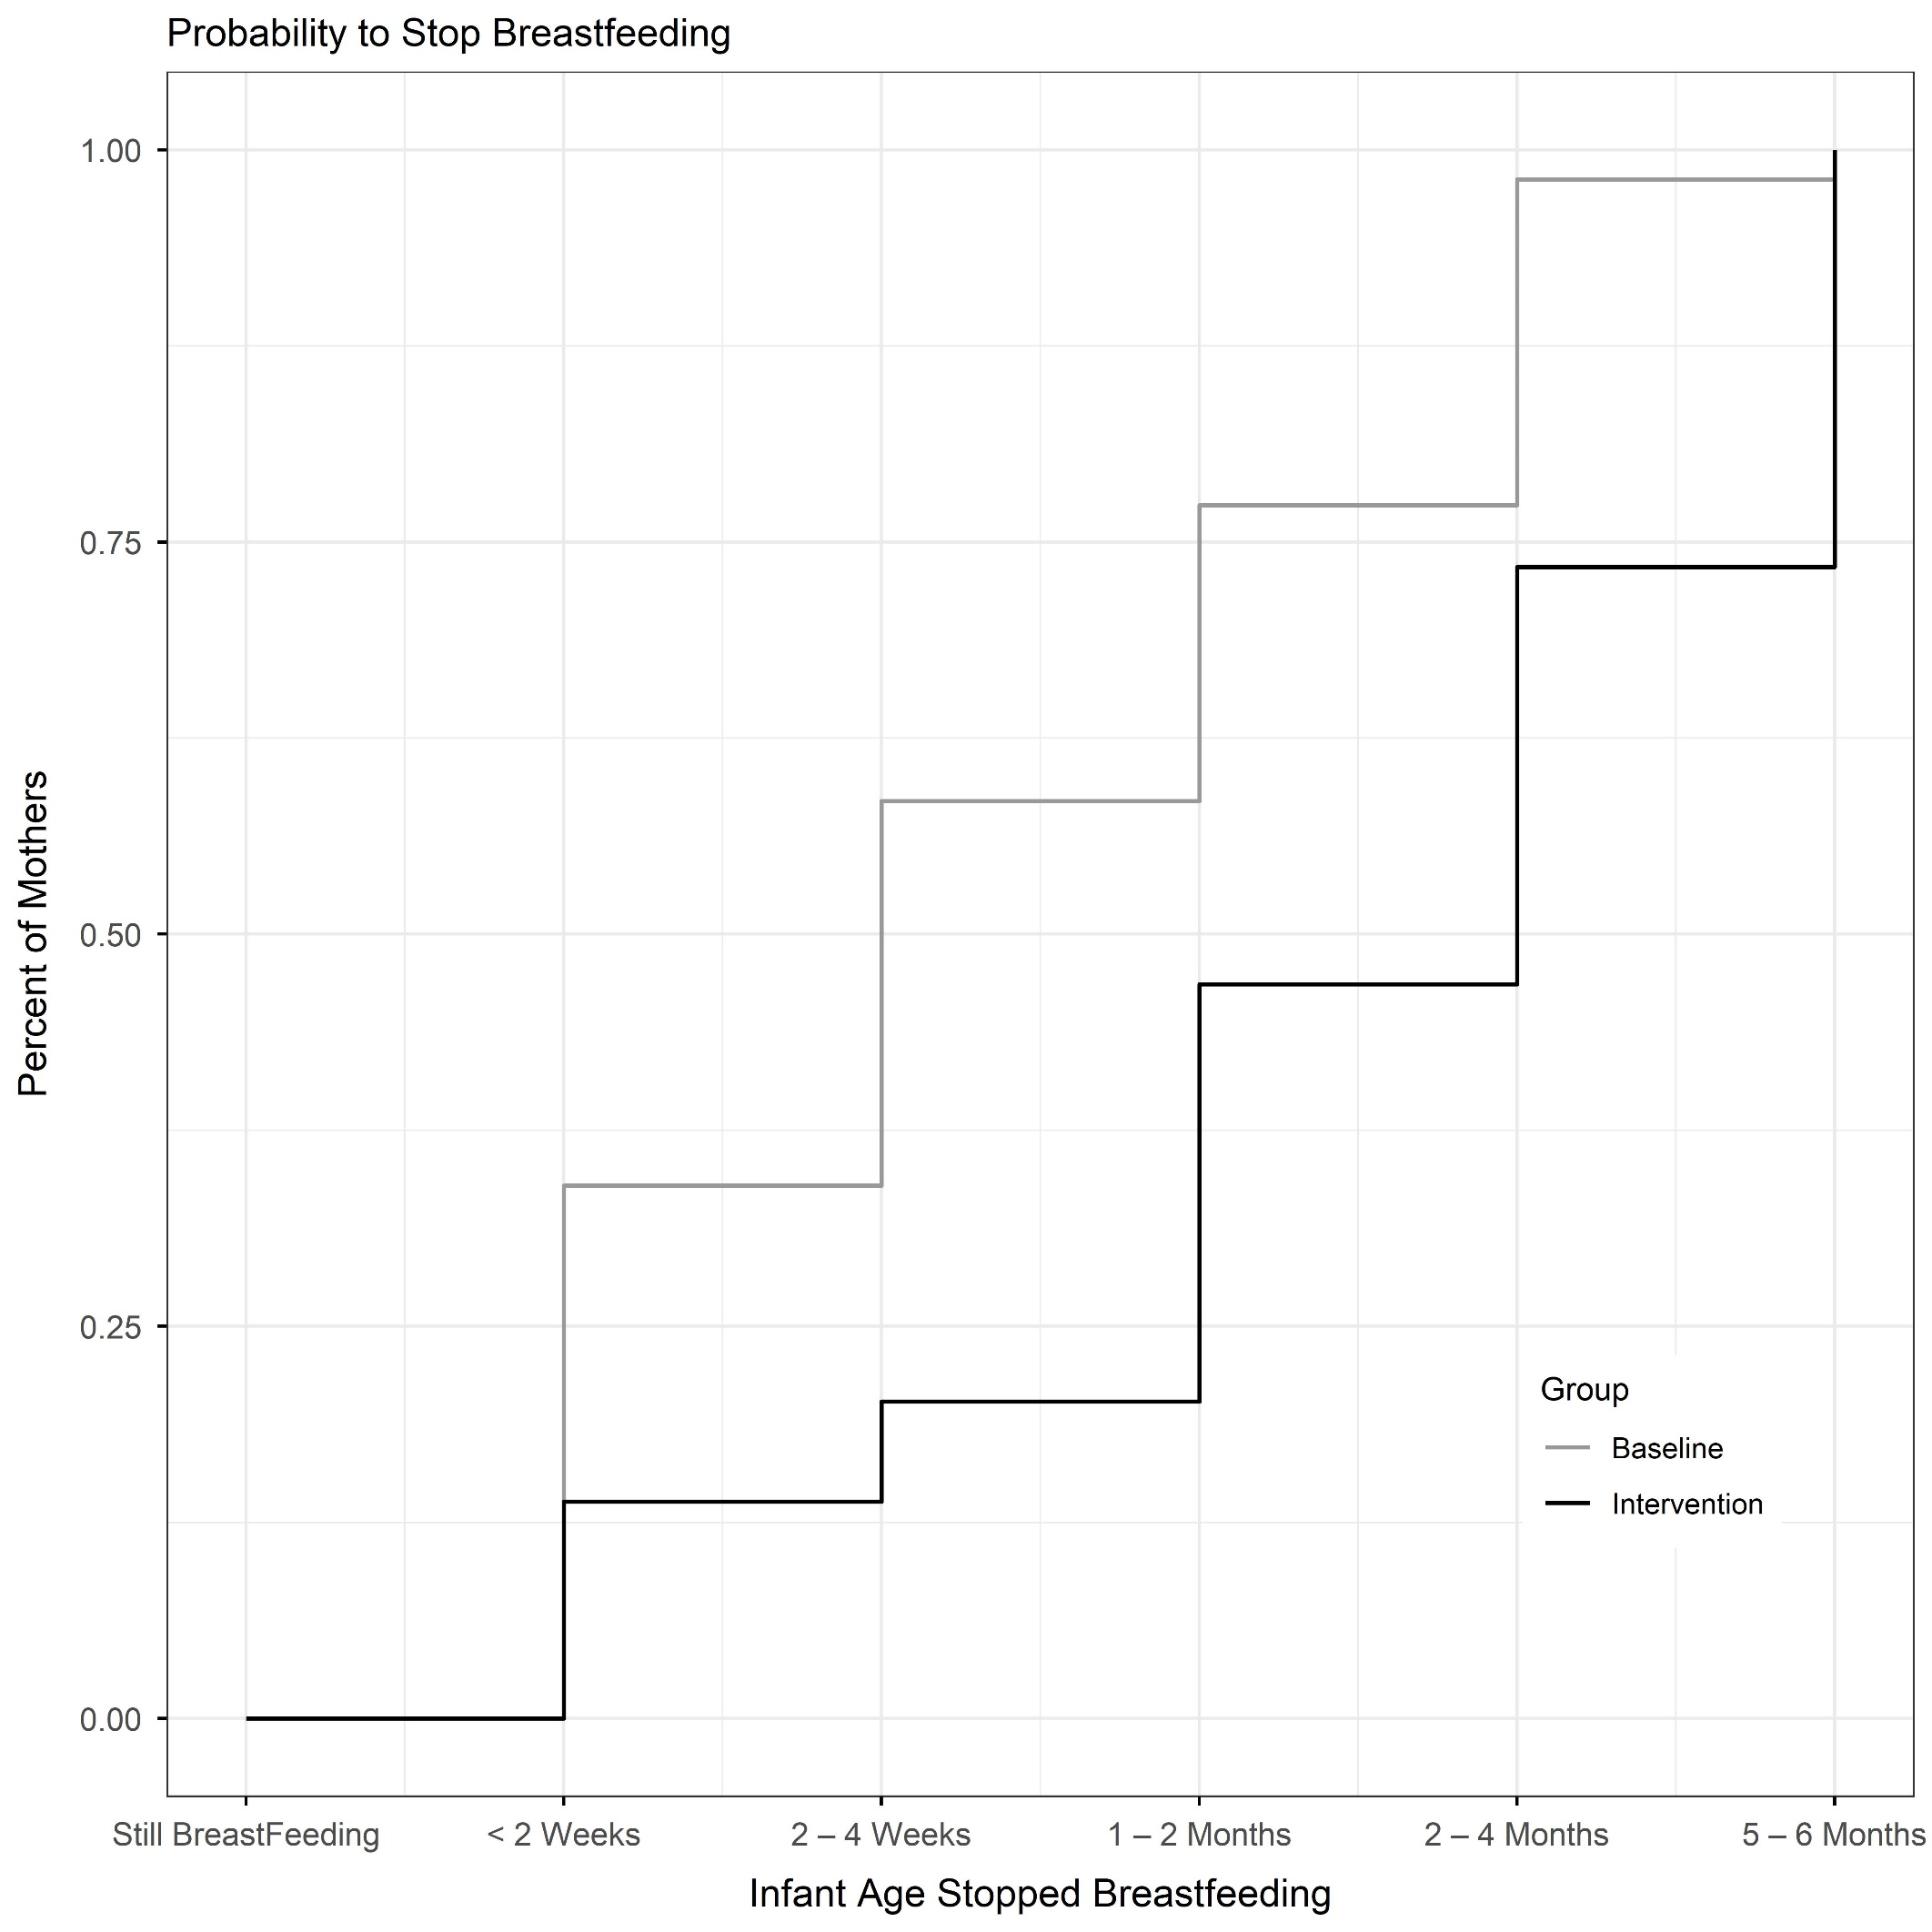 Probability to Stop Breastfeeding
Percent of Mothers
1.00
0.75
0.50
0.25
0.00
Group
Baseline
Intervention
Still BreastFeeding
< 2 Weeks
2 – 4 Weeks
1 – 2 Months
2 – 4 Months
5 – 6 Months
Infant Age Stopped Breastfeeding